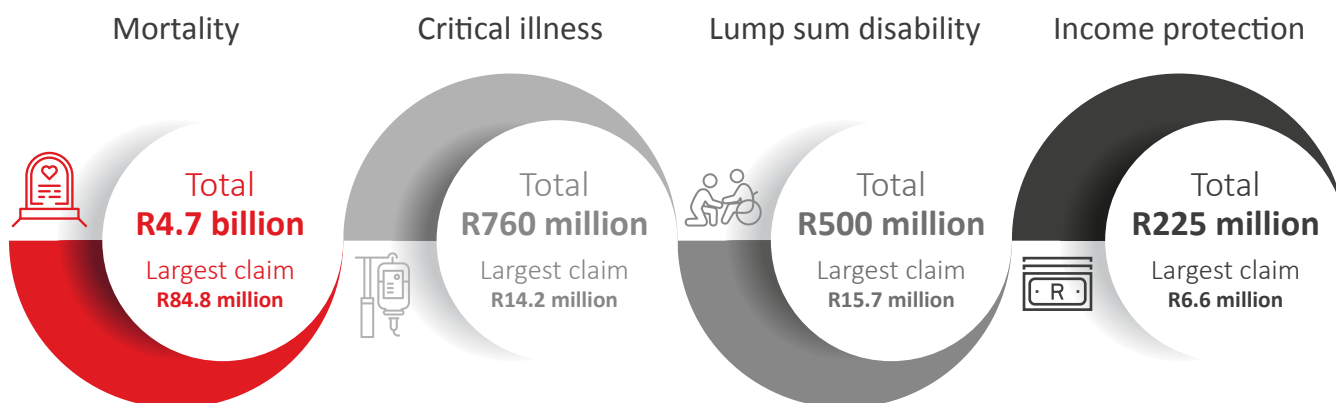 Mortality
Total
R4.7 billion
Largest claim
R84.8 million
Critical illness
Total
R760 million
Largest claim
R14.2 million
Lump sum disability
Total
R500 million
Largest claim
R15.7 million
Income protection
Total
R225 million
Largest claim
R6.6 million
· R ·